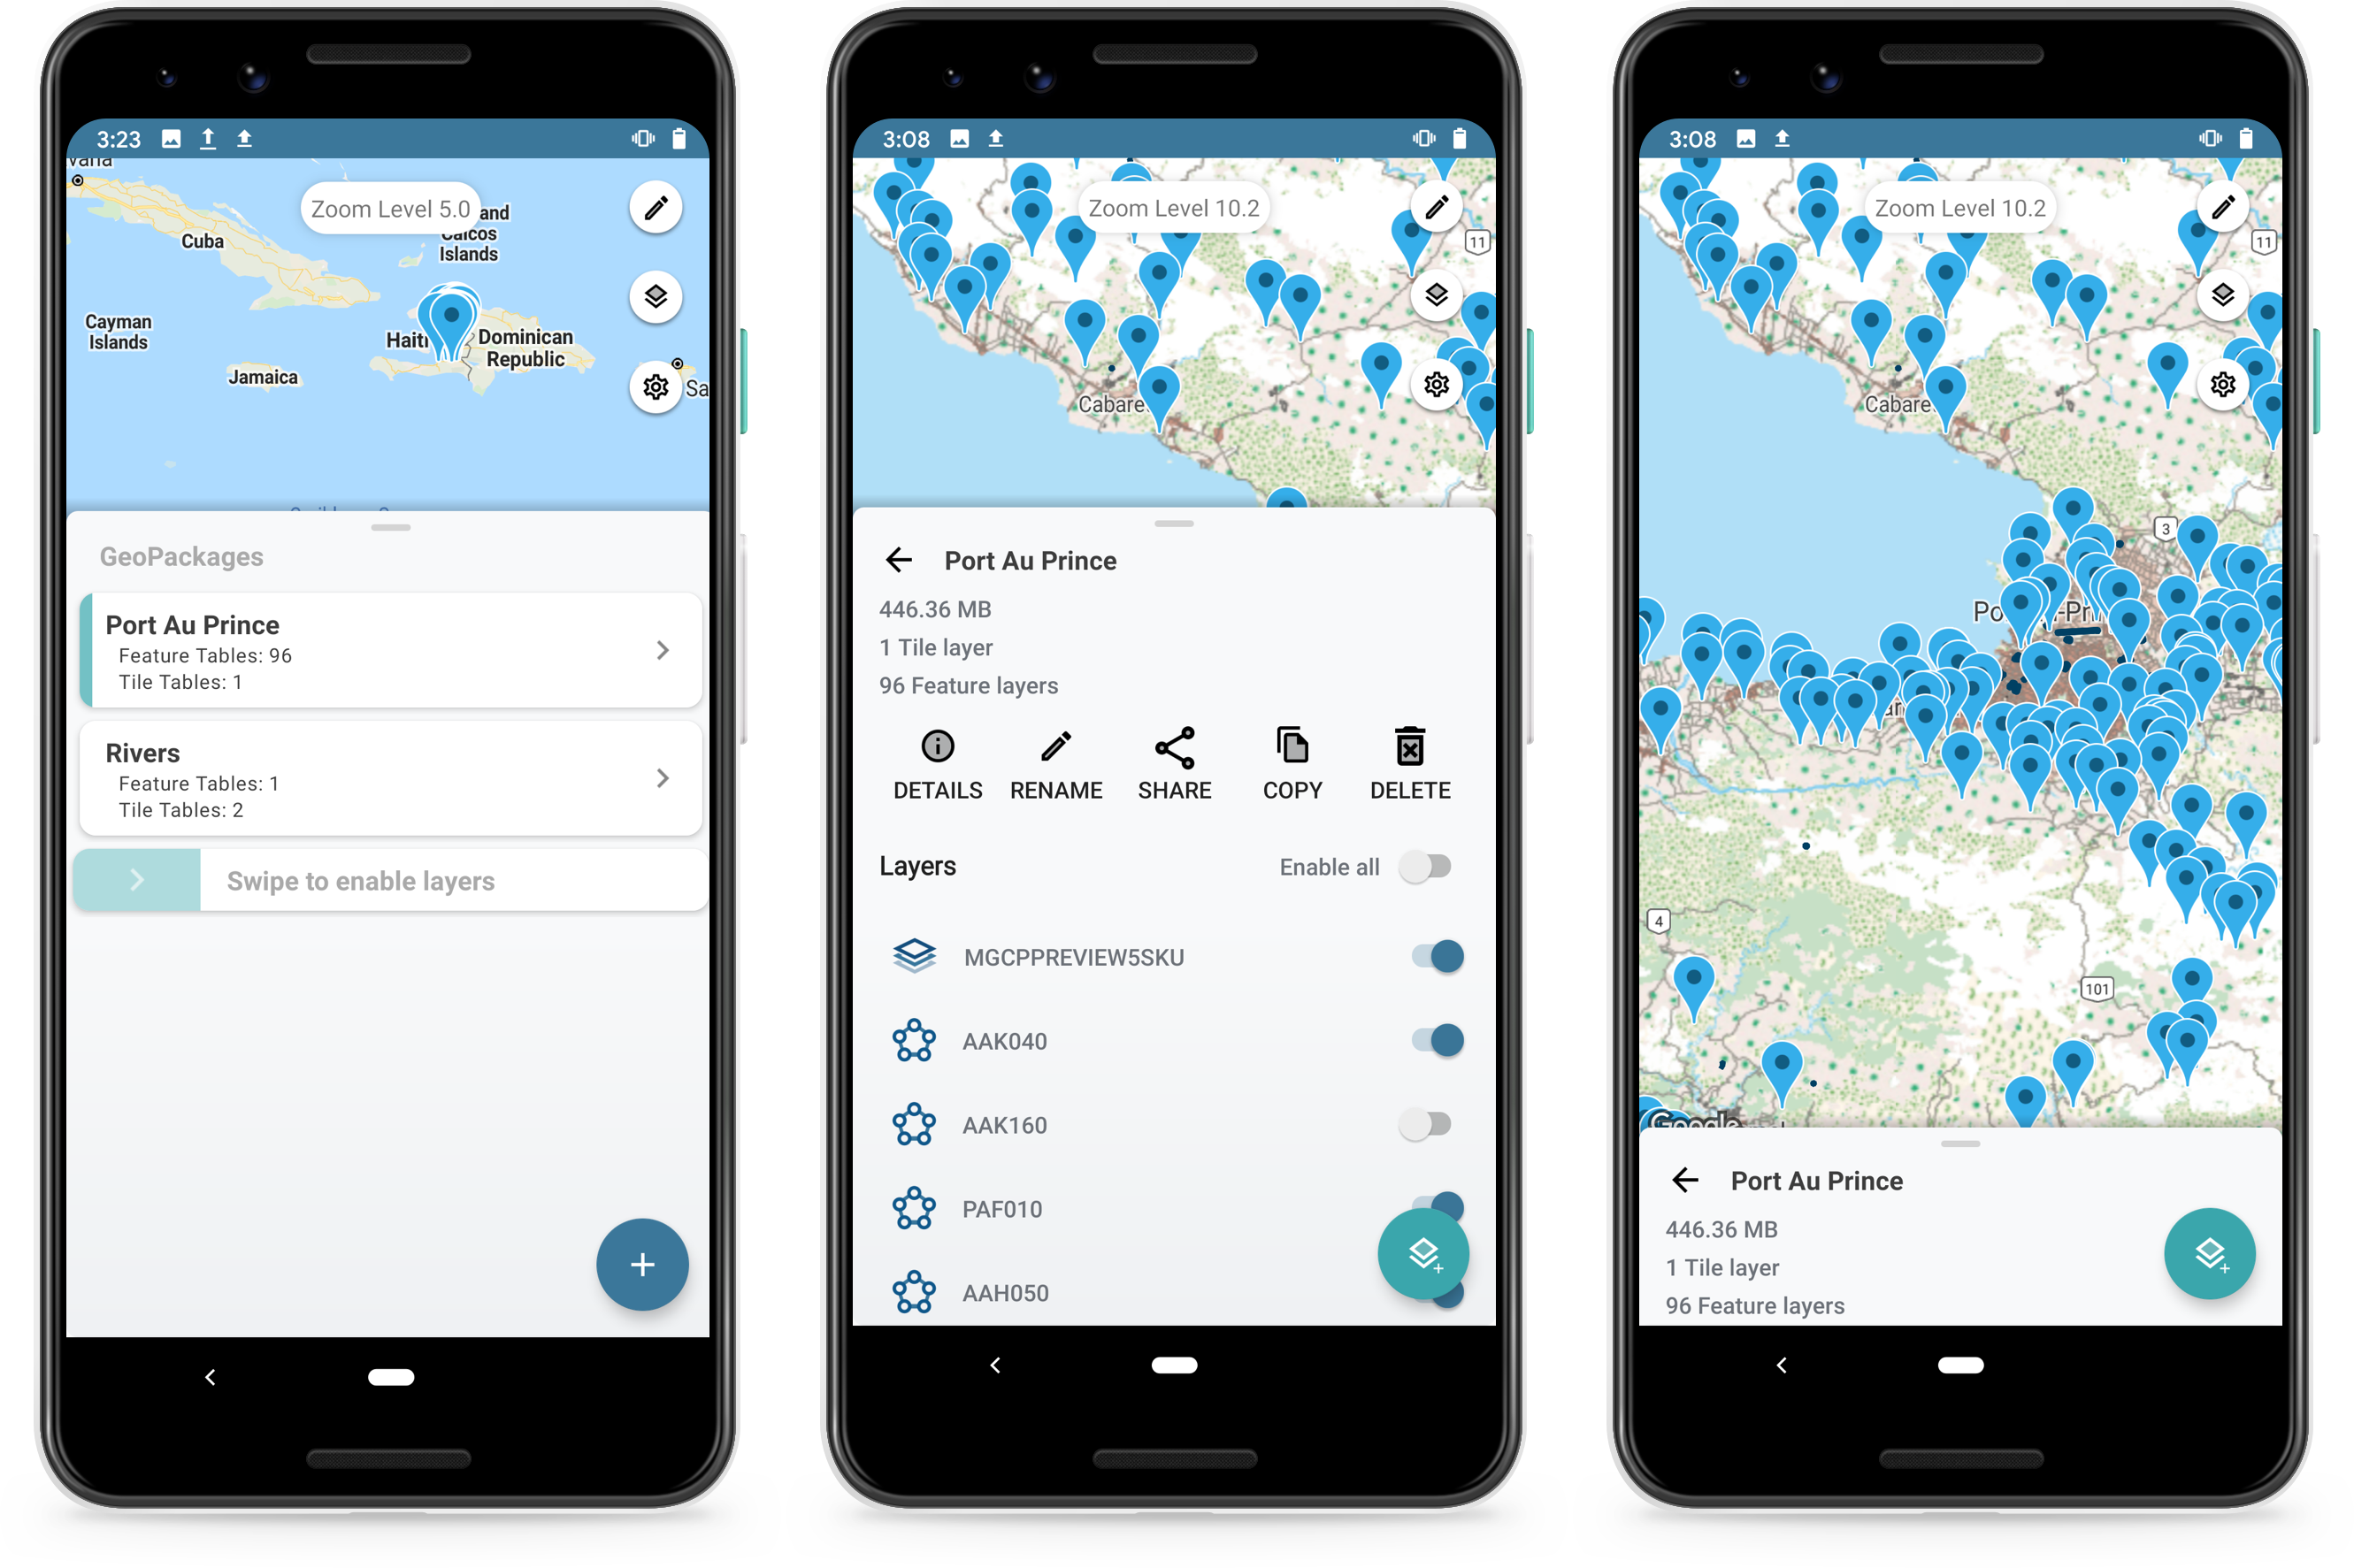 3:23
Zoom Level 5.0
and
Caicos
Islands
Cuba
Cayman
Islands
Haiti
Dominican
Republic
Jamaica
Sa
GeoPackages
Port Au Prince
Feature Tables: 96
Tile Tables: 1
Rivers
Feature Tables: 1
Tile Tables: 2
Swipe to enable layers
3:08
Zoom Level 10.2
11
Cabare
Port Au Prince
446.36 MB
1 Tile layer
96 Feature layers
DETAILS RENAME SHARE COPY DELETE
Layers Enable all
MGCPPREVIEW5SKU
AAK040
AAK160
PAF010
AAH050
3:08
Zoom Level 10.2
11
Cabare
3
Po
-Pri
4
101
Google
Port Au Prince
446.36 MB
1 Tile layer
96 Feature layers